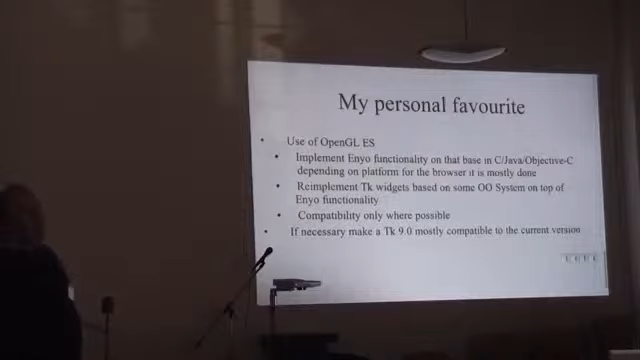 My personal favourite
Use of OpenGL ES
Implement Enyo functionality on that base in C/Java/Objective-C
depending on platform for the browser it is mostly done
Reimplement Tk widgets based on some OO System on top of
Enyo functionality
Compatibility only where possible
If necessary make a Tk 9.0 mostly compatible to the current version